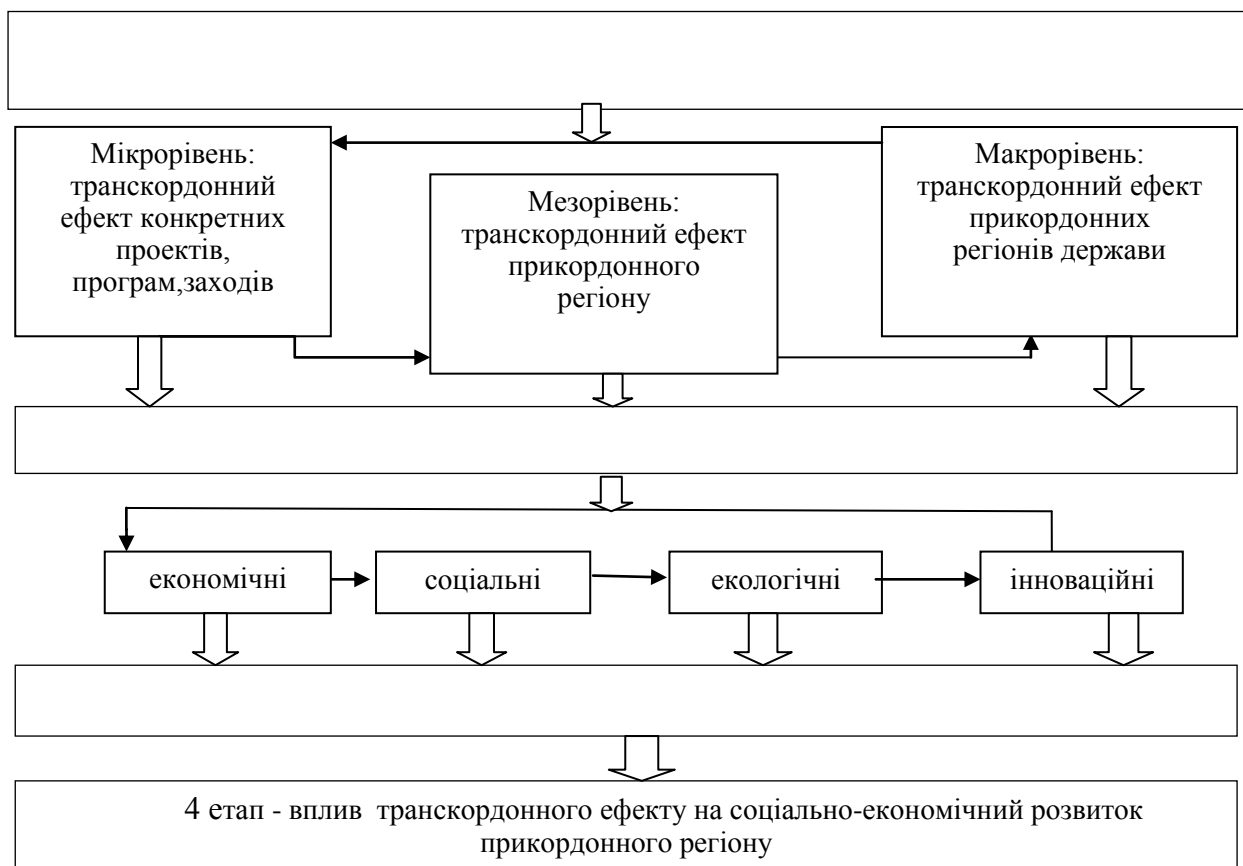 Мікрорівень:
транскордонний
ефект конкретних
проектів,
програм,заходів
Мезорівень:
транскордонний ефект
прикордонного
регіону
Макрорівень:
транскордонний ефект
прикордонних
регіонів держави
економічні
соціальні
екологічні
інноваційні
4 етап - вплив транскордонного ефекту на соціально-економічний розвиток
прикордонного регіону